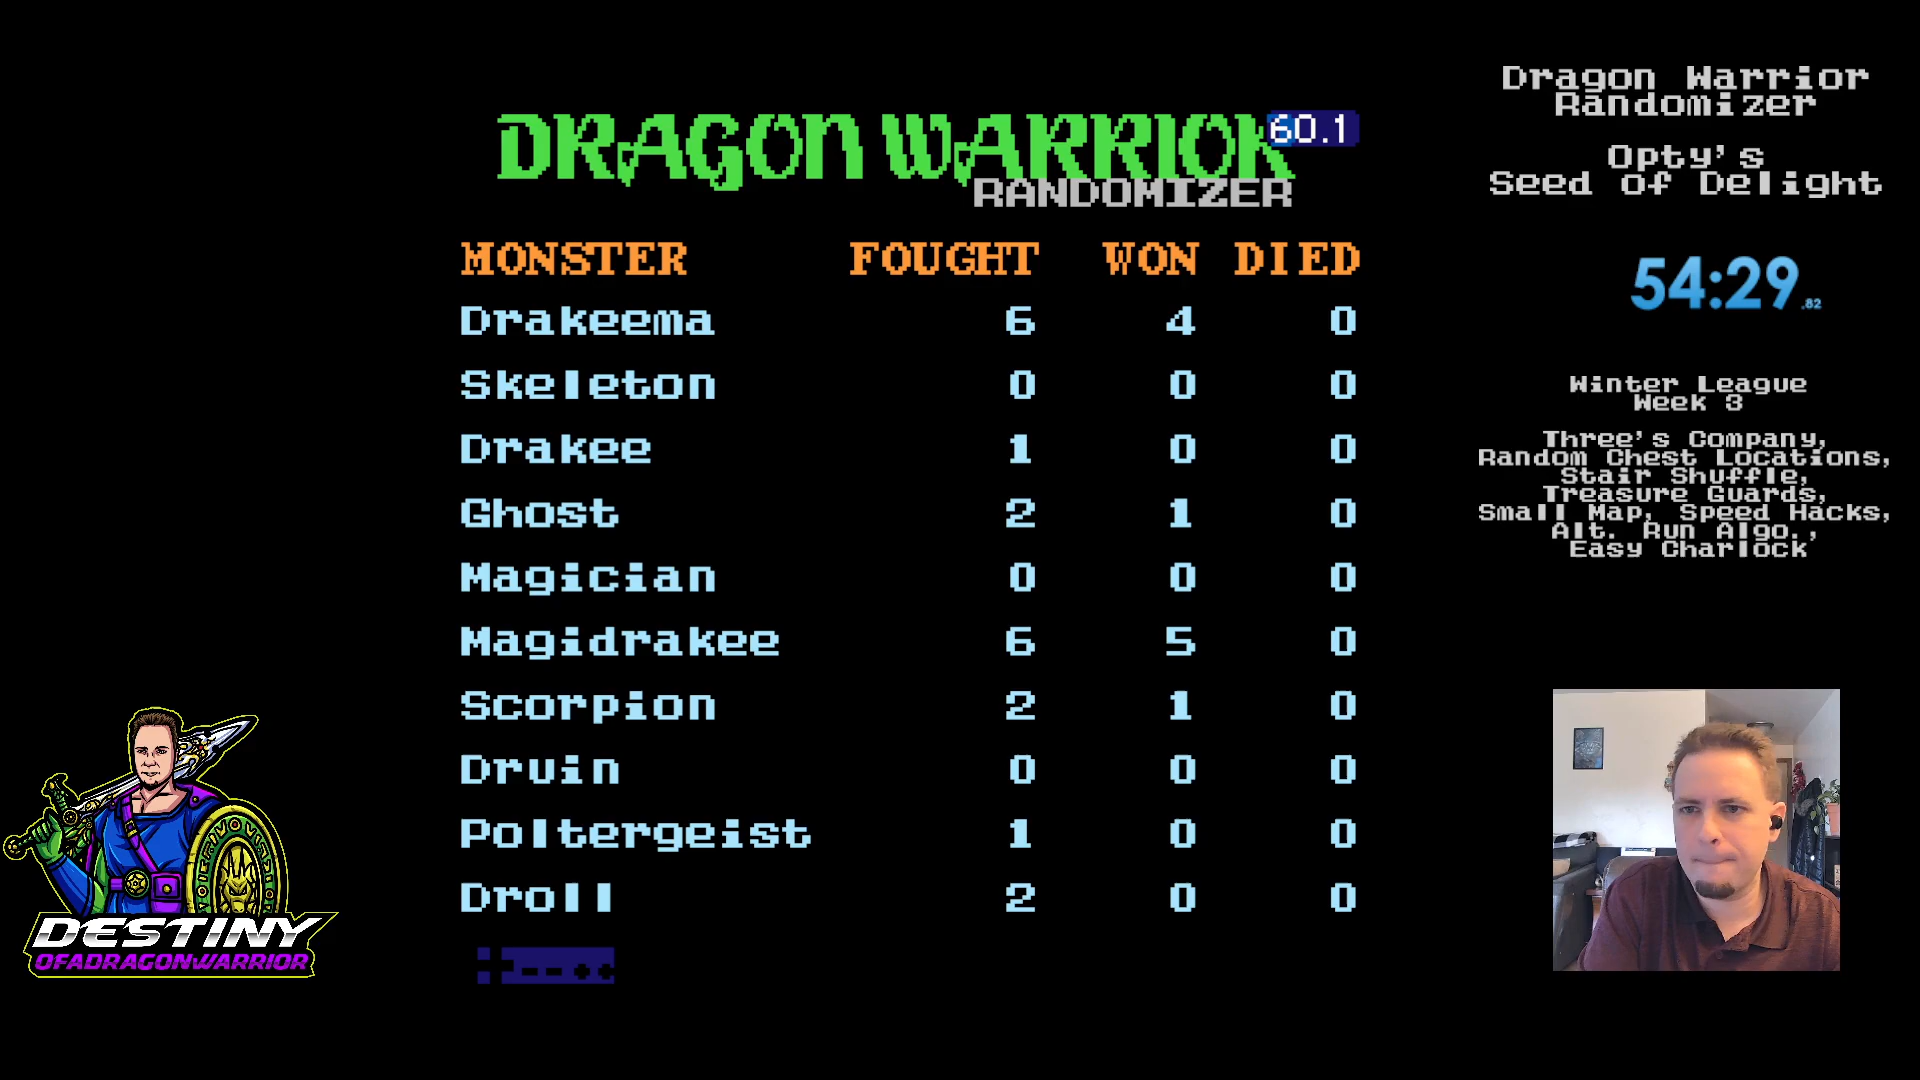 DRAGON WARRIOR
60.1
RANDOMIZER
MONSTER FOUGHT WON DIED
Drakeema 6 4 0
Skeleton 0 0 0
Drakee 1 0 0
Ghost 2 1 0
Magician 0 0 0
Magidrakee 6 5 0
Scorpion 2 1 0
Druin 0 0 0
Poltergeist 1 0 0
Droll 2 0 0
DESTINY
OFADRAGONWARRIOR
Dragon Warrior
Randomizer
Opty's
Seed of Delight
54:29.82
Winter League
Week 3
Three's Company,
Random Chest Locations,
Stair Shuffle,
Treasure Guards,
Small Map, Speed Hacks,
Alt. Run Algo.,
Easy Charlock